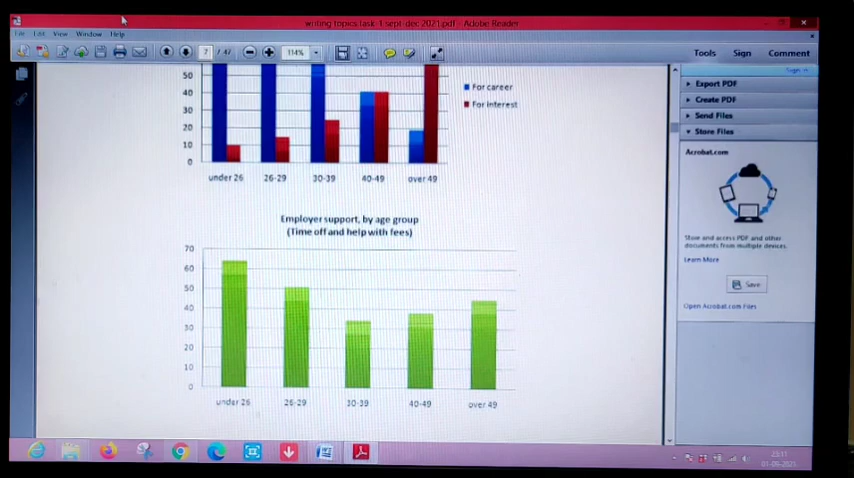 writing topics task 1 sept-dec 2021.pdf - Adobe Reader
File Edit View Window Help
7 / 47
114%
Tools Sign Comment
Sign
50
40
30
20
10
0
For career
For interest
under 26 26-29 30-39 40-49 over 49
Employer support, by age group
(Time off and help with fees)
70
60
50
40
30
20
10
0
under 26 26-29 30-39 40-49 over 49
Export PDF
Create PDF
Send Files
Store Files
Acrobat.com
Store and access PDF and other
documents from multiple devices.
Learn More
Save
Open Acrobat.com Files
23:11